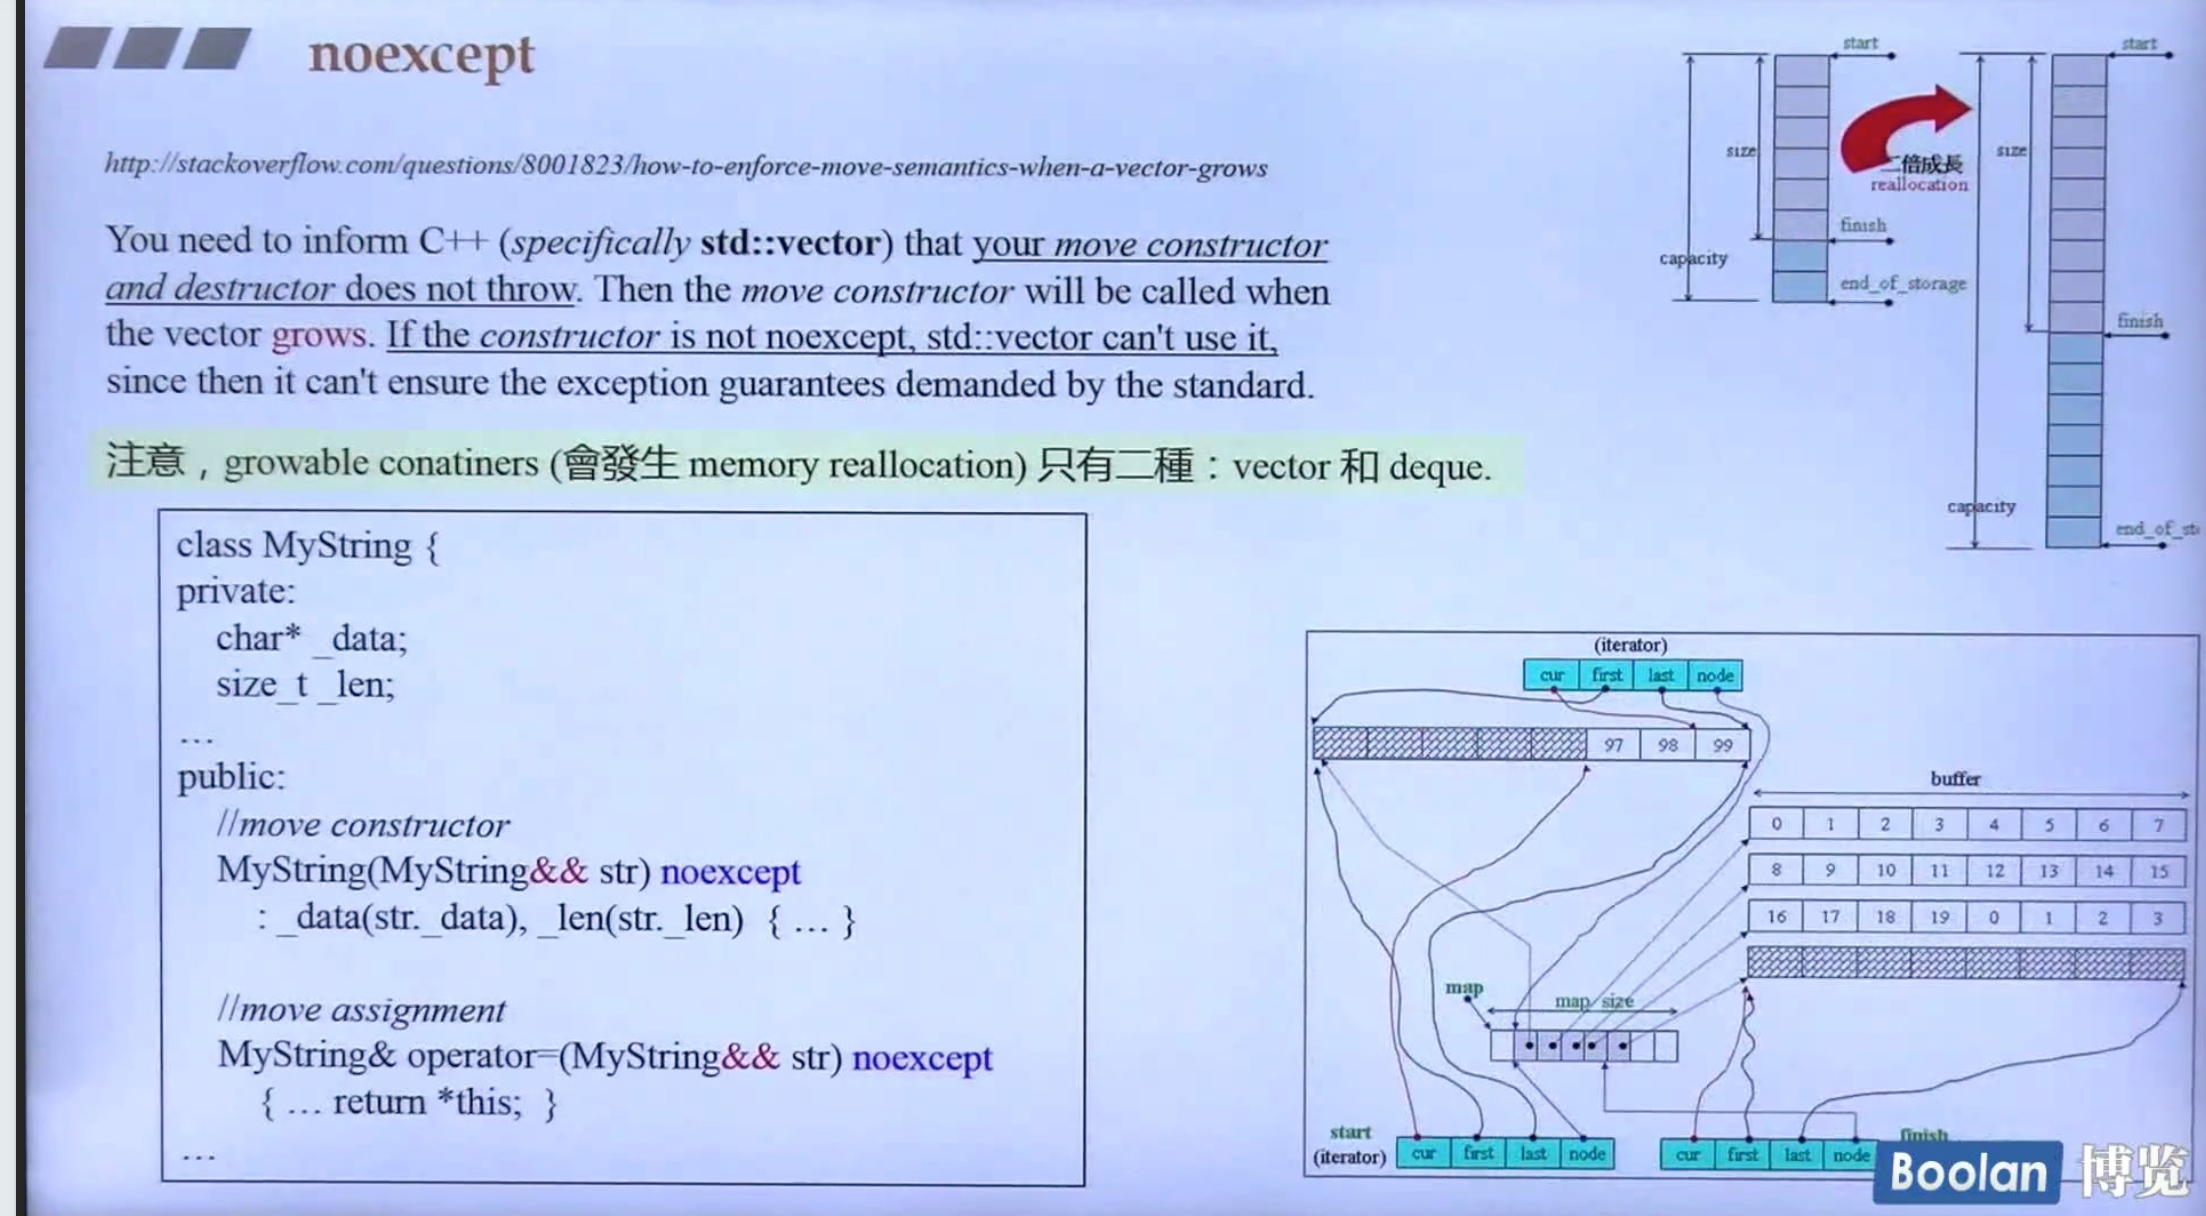 noexcept
http://stackoverflow.com/questions/8001823/how-to-enforce-move-semantics-when-a-vector-grows
You need to inform C++ (specifically std::vector) that your move constructor
and destructor does not throw. Then the move constructor will be called when
the vector grows. If the constructor is not noexcept, std::vector can't use it,
since then it can't ensure the exception guarantees demanded by the standard.
注意，growable conatiners (會發生 memory reallocation) 只有二種：vector 和 deque.
class MyString {
private:
char* _data;
size_t _len;
...
public:
//move constructor
MyString(MyString&& str) noexcept
: _data(str._data), _len(str._len) { ... }
//move assignment
MyString& operator=(MyString&& str) noexcept
{ ... return *this; }
...
start
size
finish
capacity
end_of_storage
二倍成長
reallocation
start
size
finish
capacity
end_of_st
(iterator)
cur first last node
97 98 99
buffer
0 1 2 3 4 5 6 7
8 9 10 11 12 13 14 15
16 17 18 19 0 1 2 3
map
map_size
start
(iterator)
cur first last node
finish
cur first last node
Boolan 博览